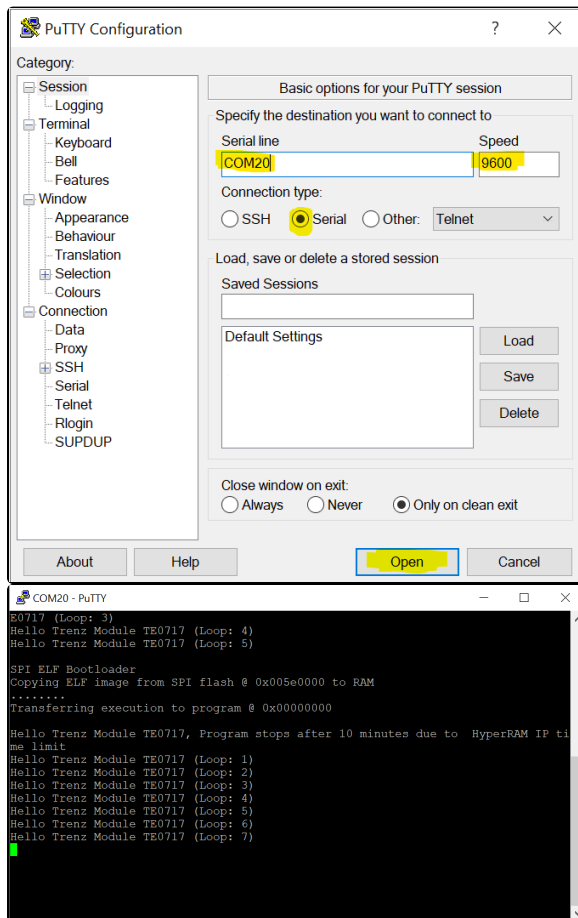 PuTTY Configuration
?
Category:
Session
Logging
Terminal
Keyboard
Bell
Features
Window
Appearance
Behaviour
Translation
Selection
Colours
Connection
Data
Proxy
SSH
Serial
Telnet
Rlogin
SUPDUP
Basic options for your PuTTY session
Specify the destination you want to connect to
Serial line Speed
COM20 9600
Connection type:
SSH Serial Other: Telnet
Load, save or delete a stored session
Saved Sessions
Default Settings
Load
Save
Delete
Close window on exit:
Always Never Only on clean exit
About Help Open Cancel
COM20 - PuTTY
E0717 (Loop: 3)
Hello Trenz Module TE0717 (Loop: 4)
Hello Trenz Module TE0717 (Loop: 5)
SPI ELF Bootloader
Copying ELF image from SPI flash @ 0x005e0000 to RAM
........
Transferring execution to program @ 0x00000000
Hello Trenz Module TE0717, Program stops after 10 minutes due to  HyperRAM IP ti
me limit
Hello Trenz Module TE0717 (Loop: 1)
Hello Trenz Module TE0717 (Loop: 2)
Hello Trenz Module TE0717 (Loop: 3)
Hello Trenz Module TE0717 (Loop: 4)
Hello Trenz Module TE0717 (Loop: 5)
Hello Trenz Module TE0717 (Loop: 6)
Hello Trenz Module TE0717 (Loop: 7)